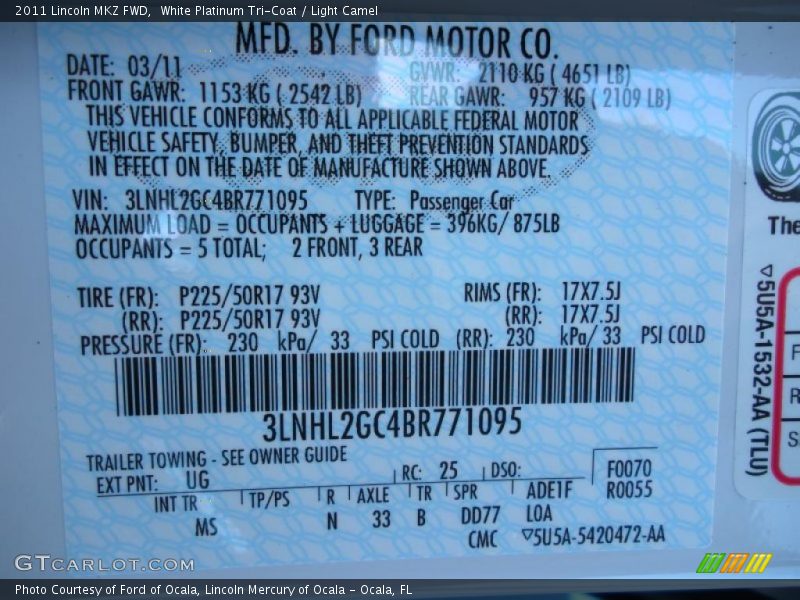 2011 Lincoln MKZ FWD, White Platinum Tri-Coat / Light Camel
MFD. BY FORD MOTOR CO.
DATE: 03/11 GVWR: 2110 KG ( 4651 LB)
FRONT GAWR: 1153 KG ( 2542 LB) REAR GAWR: 957 KG ( 2109 LB)
THIS VEHICLE CONFORMS TO ALL APPLICABLE FEDERAL MOTOR
VEHICLE SAFETY, BUMPER, AND THEFT PREVENTION STANDARDS
IN EFFECT ON THE DATE OF MANUFACTURE SHOWN ABOVE.
VIN: 3LNHL2GC4BR771095 TYPE: Passenger Car
MAXIMUM LOAD = OCCUPANTS + LUGGAGE = 396KG/ 875LB
OCCUPANTS = 5 TOTAL; 2 FRONT, 3 REAR
TIRE (FR): P225/50R17 93V RIMS (FR): 17X7.5J
(RR): P225/50R17 93V (RR): 17X7.5J
PRESSURE (FR): 230 kPa/ 33 PSI COLD (RR): 230 kPa/ 33 PSI COLD
3LNHL2GC4BR771095
TRAILER TOWING - SEE OWNER GUIDE
EXT PNT: UG RC: 25 DSO: F0070
R0055
INT TR TP/PS R AXLE TR SPR ADE1F
MS N 33 B DD77 LOA
CMC ▽5U5A-5420472-AA
The
▽5U5A-1532-AA (TLU)
F
R
S
GTCARLOT.COM
Photo Courtesy of Ford of Ocala, Lincoln Mercury of Ocala - Ocala, FL